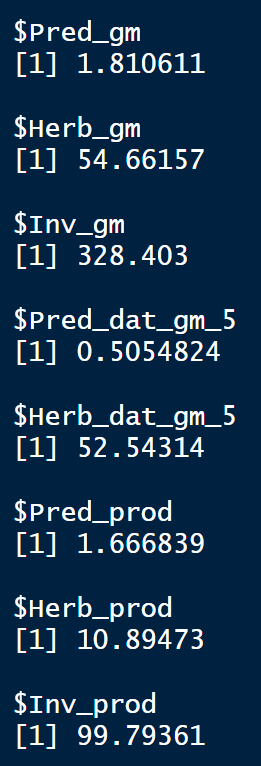 $Pred_gm
[1] 1.810611
$Herb_gm
[1] 54.66157
$Inv_gm
[1] 328.403
$Pred_dat_gm_5
[1] 0.5054824
$Herb_dat_gm_5
[1] 52.54314
$Pred_prod
[1] 1.666839
$Herb_prod
[1] 10.89473
$Inv_prod
[1] 99.79361